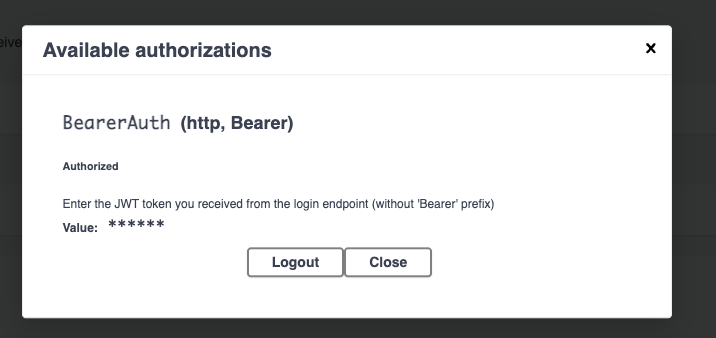 Available authorizations
x
BearerAuth (http, Bearer)
Authorized
Enter the JWT token you received from the login endpoint (without 'Bearer' prefix)
Value: ******
Logout Close